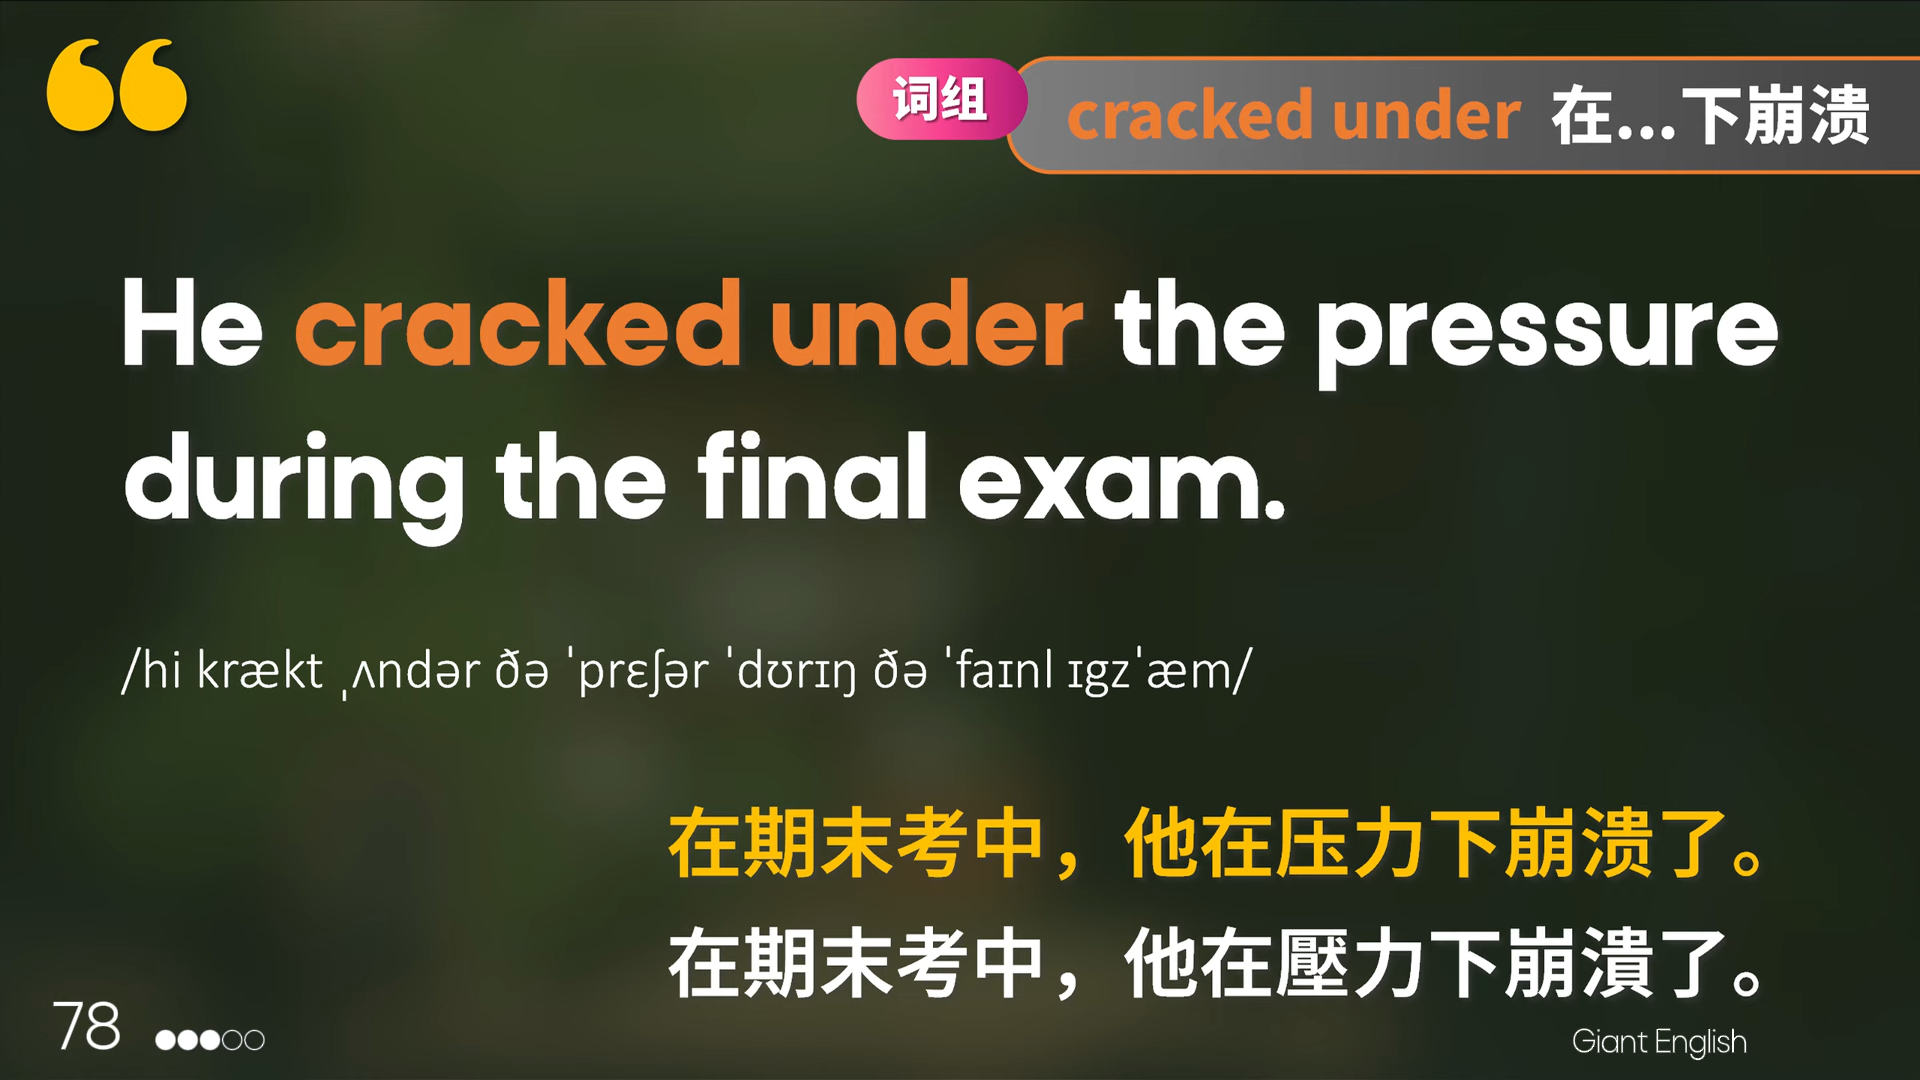 词组
cracked under 在...下崩溃
He cracked under the pressure
during the final exam.
/hi krækt ˌʌndər ðə ˈprɛʃər ˈdʊrɪŋ ðə ˈfaɪnl ɪgzˈæm/
在期末考中，他在压力下崩溃了。
在期末考中，他在壓力下崩潰了。
78
Giant English